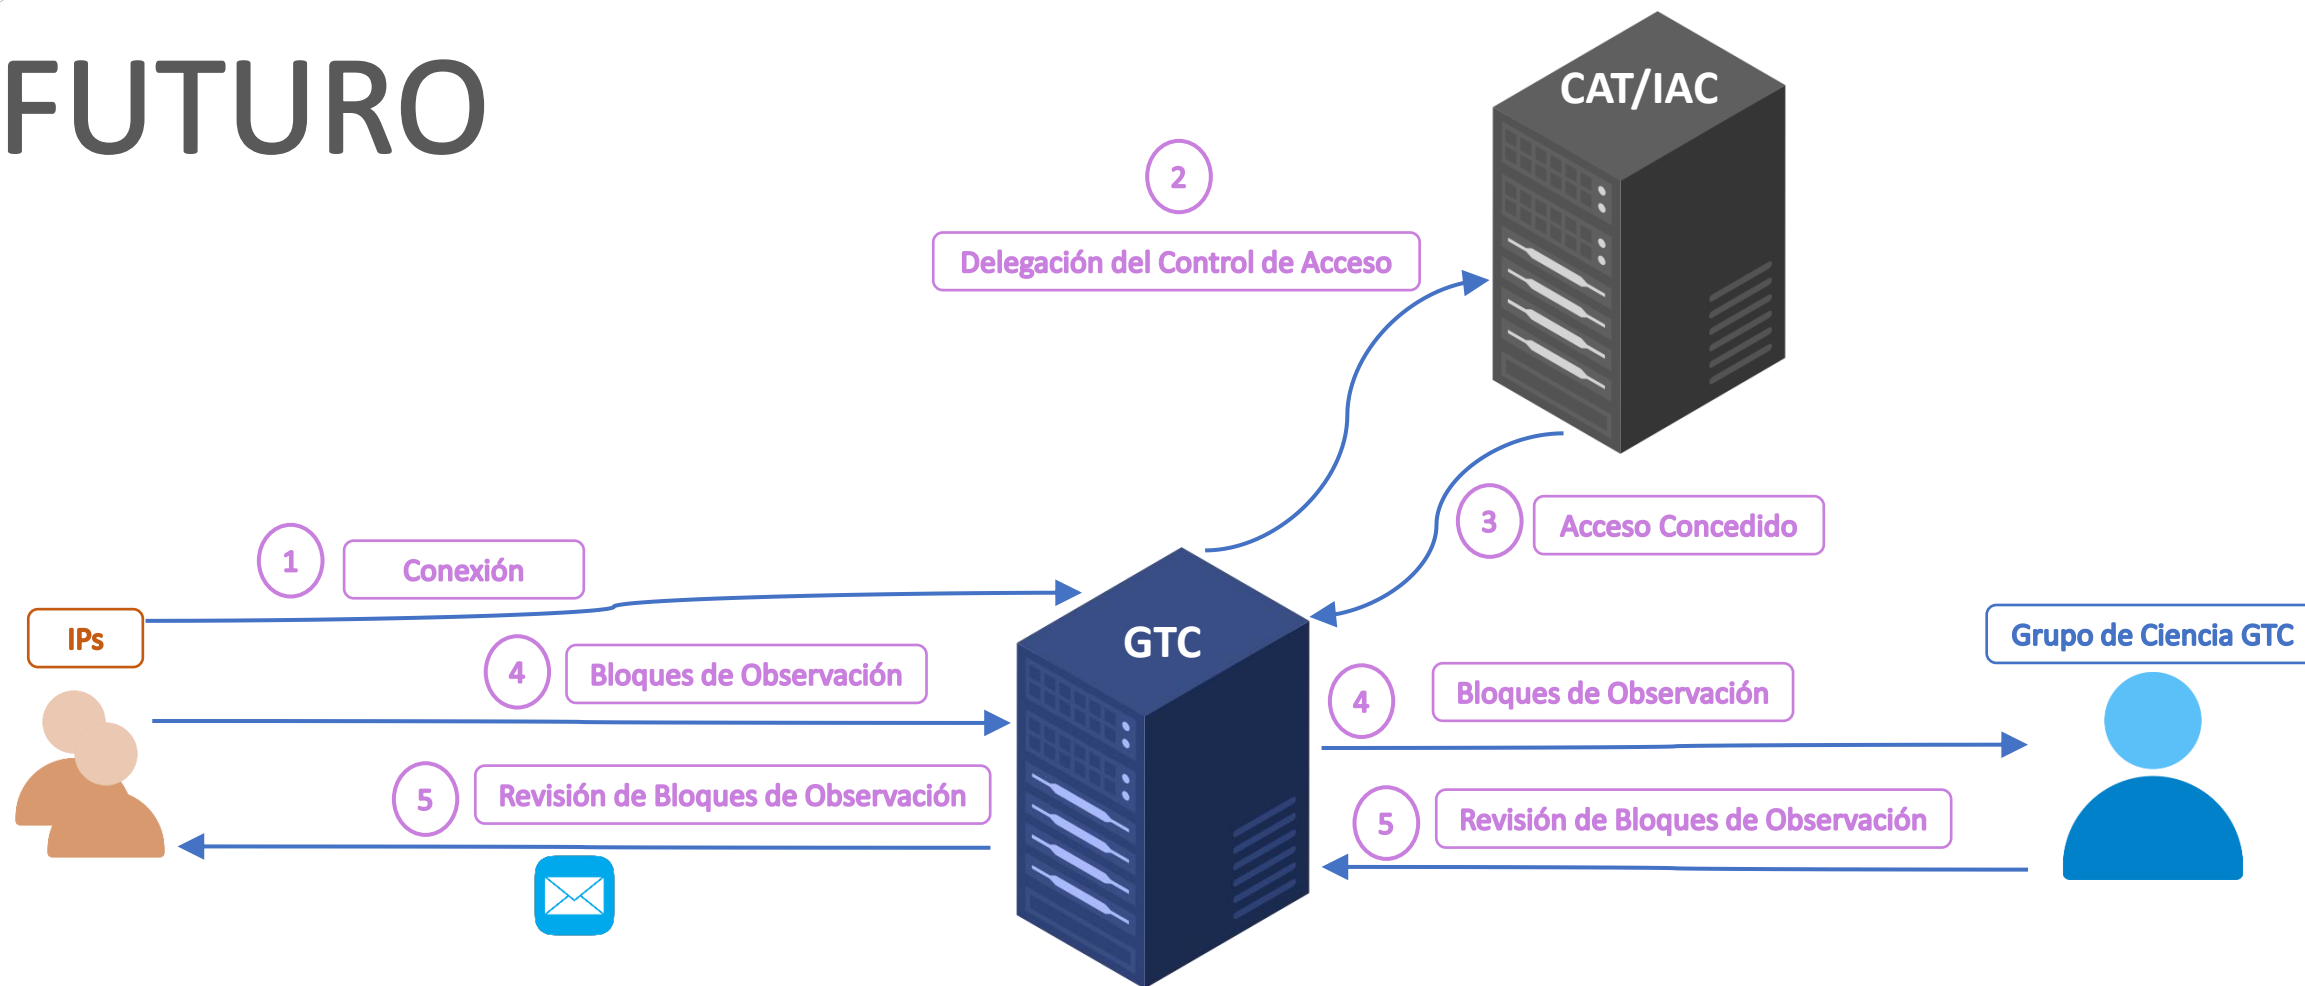 FUTURO
CAT/IAC
2
Delegación del Control de Acceso
3
Acceso Concedido
1
Conexión
IPs
GTC
Grupo de Ciencia GTC
4
Bloques de Observación
4
Bloques de Observación
5
Revisión de Bloques de Observación
5
Revisión de Bloques de Observación